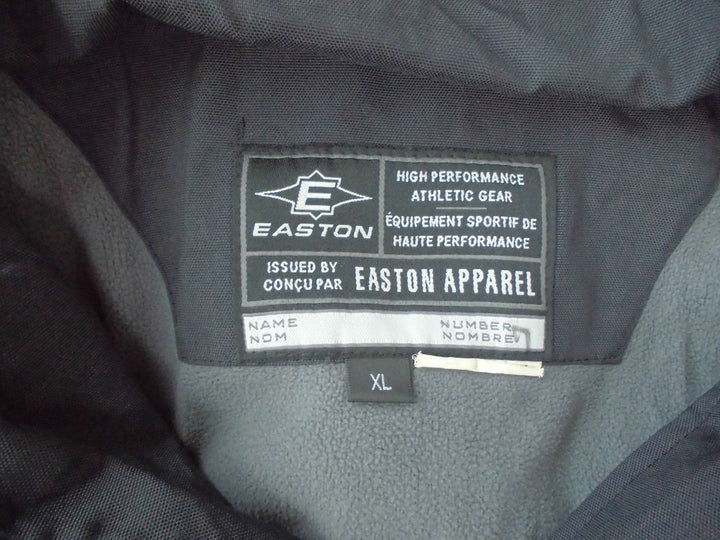 E
EASTON
HIGH PERFORMANCE
ATHLETIC GEAR
ÉQUIPEMENT SPORTIF DE
HAUTE PERFORMANCE
ISSUED BY
CONÇU PAR
EASTON APPAREL
NAME
NOM
NUMBER
NOMBRE
XL